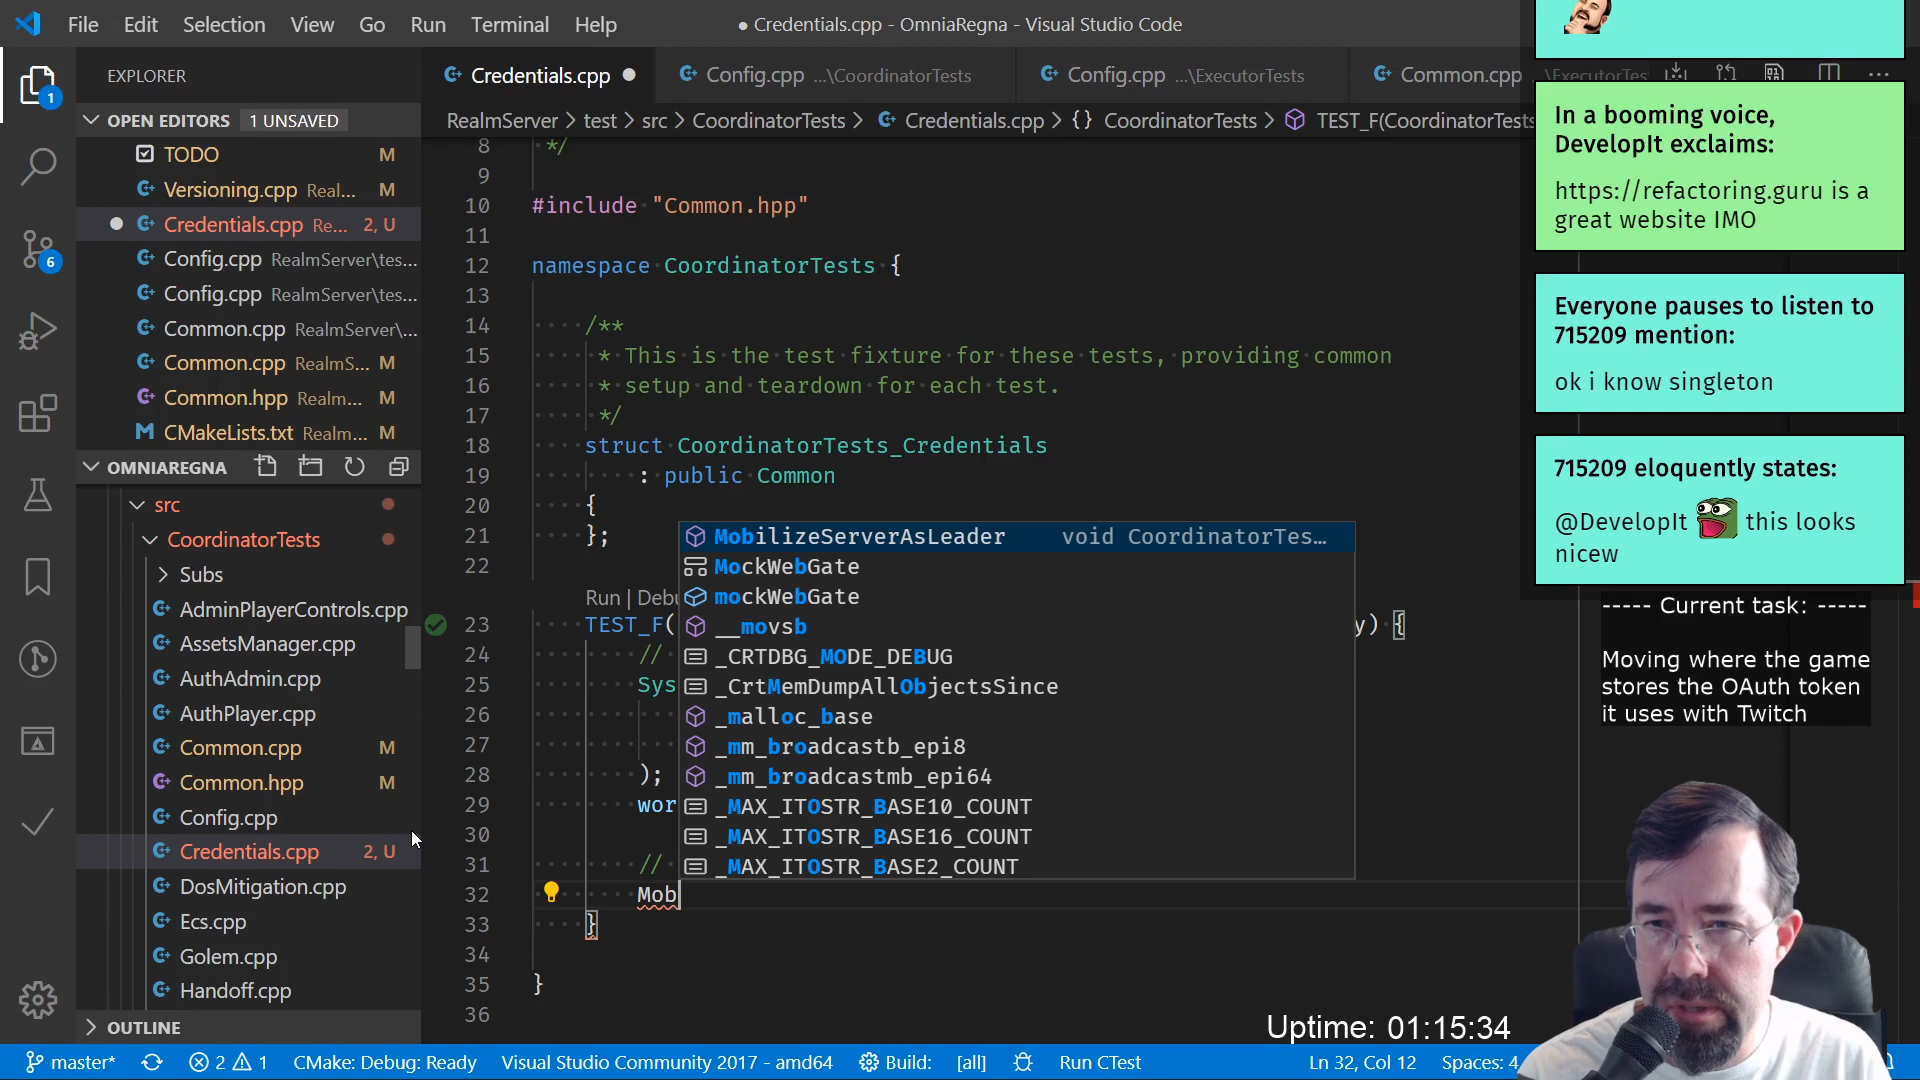 File Edit Selection View Go Run Terminal Help
● Credentials.cpp - OmniaRegna - Visual Studio Code
EXPLORER
OPEN EDITORS 1 UNSAVED
TODO M
Versioning.cpp Real... M
Credentials.cpp Re... 2, U
Config.cpp RealmServer\tes...
Config.cpp RealmServer\tes...
Common.cpp RealmServer\...
Common.cpp RealmS... M
Common.hpp Realm... M
CMakeLists.txt Realm... M
OMNIAREGNA
src
CoordinatorTests
Subs
AdminPlayerControls.cpp
AssetsManager.cpp
AuthAdmin.cpp
AuthPlayer.cpp
Common.cpp M
Common.hpp M
Config.cpp
Credentials.cpp 2, U
DosMitigation.cpp
Ecs.cpp
Golem.cpp
Handoff.cpp
OUTLINE
1
6
Credentials.cpp ● Config.cpp ...\CoordinatorTests Config.cpp ...\ExecutorTests Common.cpp ...\ExecutorTes
RealmServer > test > src > CoordinatorTests > Credentials.cpp > {} CoordinatorTests > TEST_F(CoordinatorTests
8 */
9
10 #include "Common.hpp"
11
12 namespace CoordinatorTests {
13
14 /**
15 * This is the test fixture for these tests, providing common
16 * setup and teardown for each test.
17 */
18 struct CoordinatorTests_Credentials
19 : public Common
20 {
21 };
22
Run | Debu
23 TEST_F( y) {
24 //
25 Sys
26
27
28 );
29 wor
30
31 //
32 Mob
33 }
34
35 }
36
MobilizeServerAsLeader void CoordinatorTes...
MockWebGate
mockWebGate
__movsb
_CRTDBG_MODE_DEBUG
_CrtMemDumpAllObjectsSince
_malloc_base
_mm_broadcastb_epi8
_mm_broadcastmb_epi64
_MAX_ITOSTR_BASE10_COUNT
_MAX_ITOSTR_BASE16_COUNT
_MAX_ITOSTR_BASE2_COUNT
In a booming voice,
DevelopIt exclaims:
https://refactoring.guru is a
great website IMO
Everyone pauses to listen to
715209 mention:
ok i know singleton
715209 eloquently states:
@DevelopIt this looks
nicew
----- Current task: -----
Moving where the game
stores the OAuth token
it uses with Twitch
Uptime: 01:15:34
master* 2 1 CMake: Debug: Ready Visual Studio Community 2017 - amd64 Build: [all] Run CTest Ln 32, Col 12 Spaces: 4